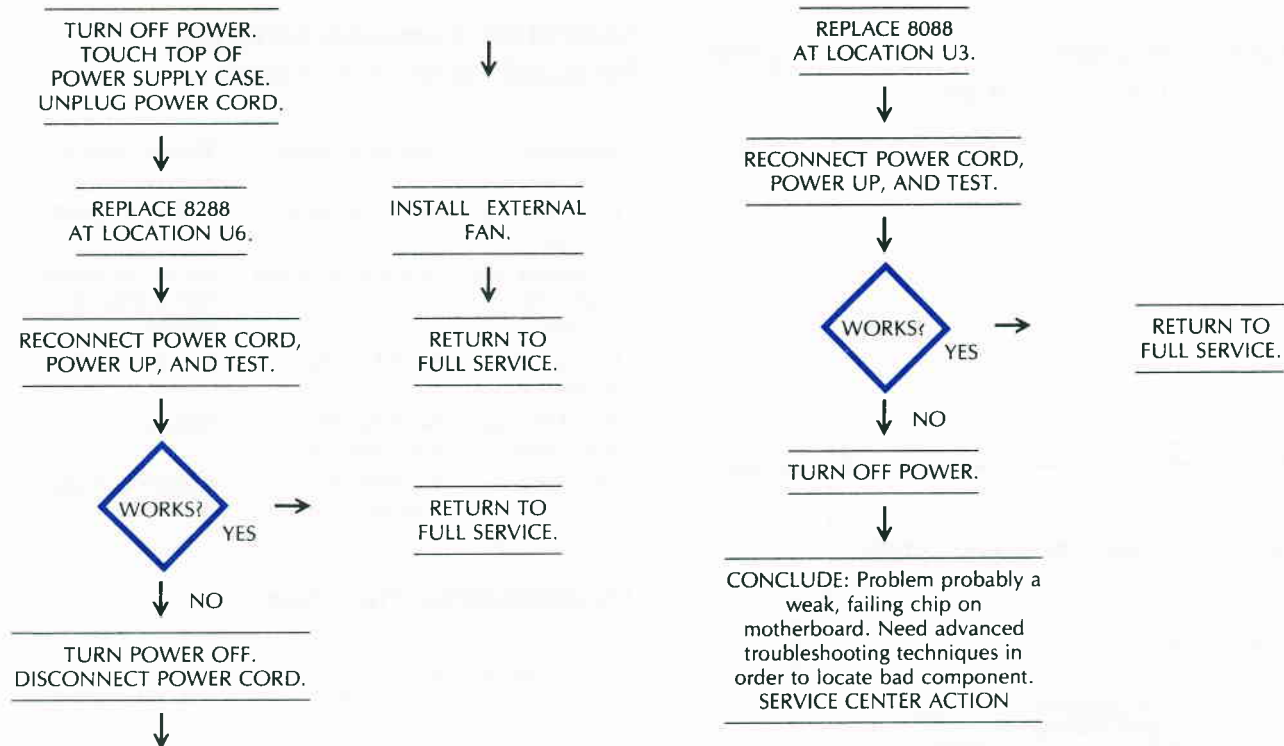 TURN OFF POWER.
TOUCH TOP OF
POWER SUPPLY CASE.
UNPLUG POWER CORD.
REPLACE 8288
AT LOCATION U6.
RECONNECT POWER CORD,
POWER UP, AND TEST.
WORKS?
YES
NO
TURN POWER OFF.
DISCONNECT POWER CORD.
INSTALL EXTERNAL
FAN.
RETURN TO
FULL SERVICE.
RETURN TO
FULL SERVICE.
REPLACE 8088
AT LOCATION U3.
RECONNECT POWER CORD,
POWER UP, AND TEST.
WORKS?
YES
RETURN TO
FULL SERVICE.
NO
TURN OFF POWER.
CONCLUDE: Problem probably a
weak, failing chip on
motherboard. Need advanced
troubleshooting techniques in
order to locate bad component.
SERVICE CENTER ACTION